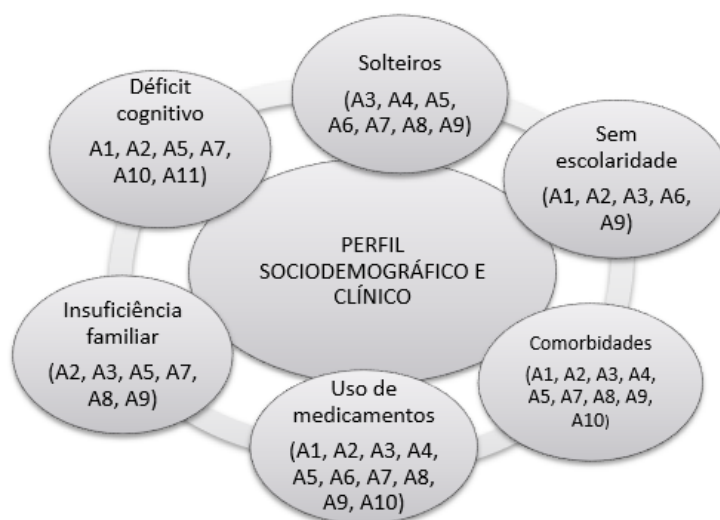 Solteiros
(A3, A4, A5,
A6, A7, A8, A9)
Sem
escolaridade
(A1, A2, A3, A6,
A9)
Comorbidades
(A1, A2, A3, A4,
A5, A7, A8, A9,
A10)
Uso de
medicamentos
(A1, A2, A3, A4,
A5, A6, A7, A8,
A9, A10)
Insuficiência
familiar
(A2, A3, A5, A7,
A8, A9)
Déficit
cognitivo
A1, A2, A5, A7,
A10, A11)
PERFIL
SOCIODEMOGRÁFICO E
CLÍNICO